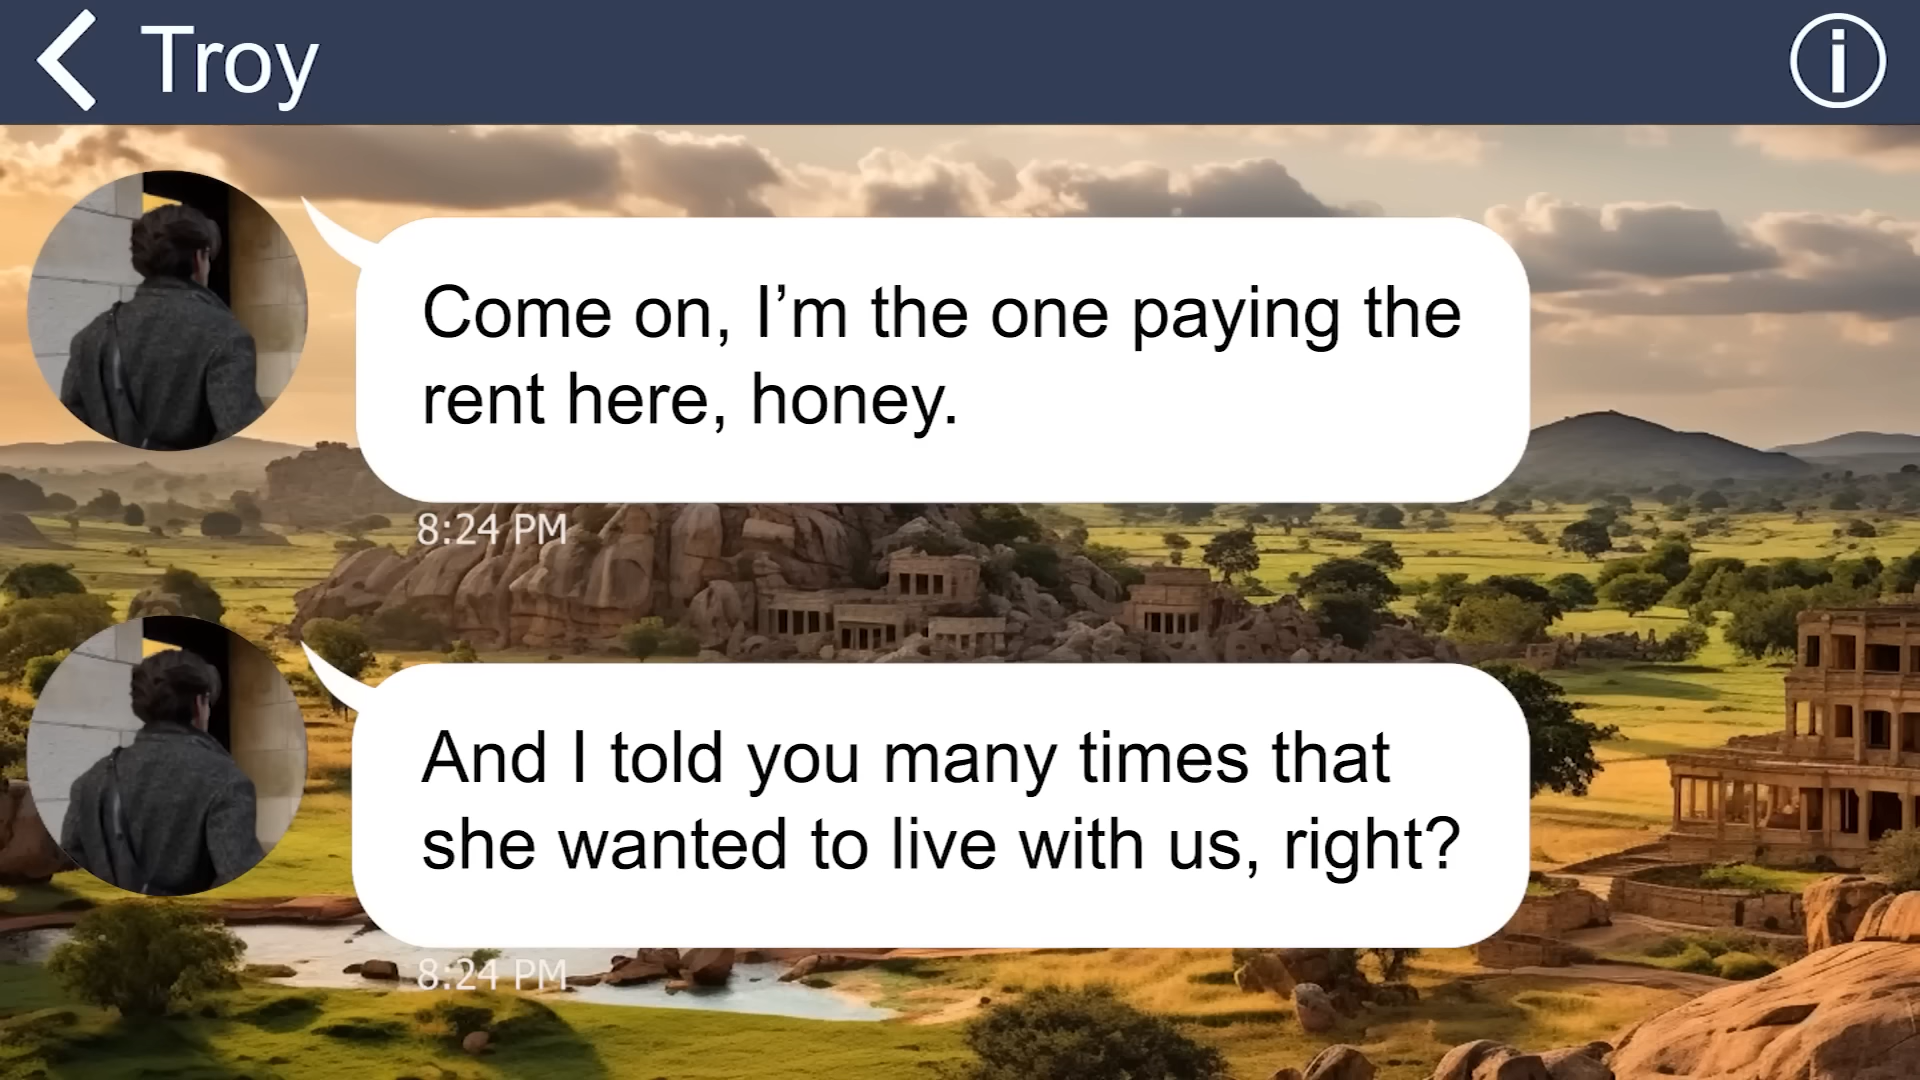 Troy
Come on, I’m the one paying the
rent here, honey.
8:24 PM
And I told you many times that
she wanted to live with us, right?
8:24 PM